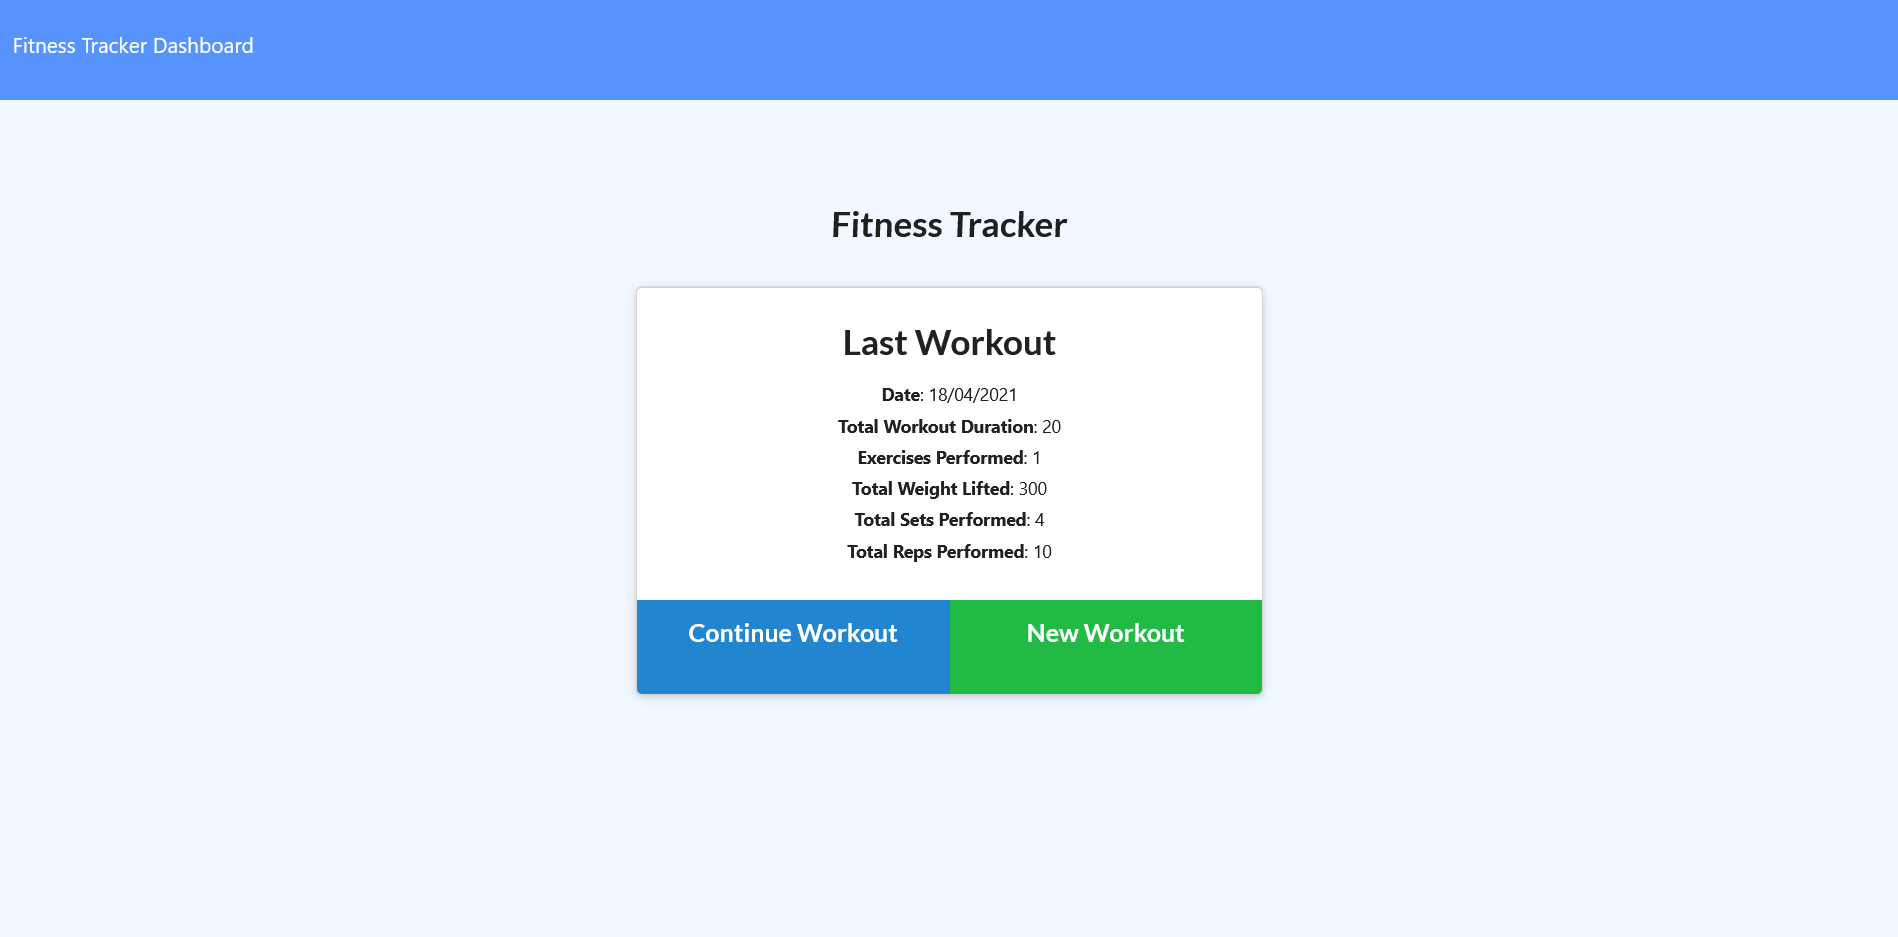 Fitness Tracker Dashboard
Fitness Tracker
Last Workout
Date: 18/04/2021
Total Workout Duration: 20
Exercises Performed: 1
Total Weight Lifted: 300
Total Sets Performed: 4
Total Reps Performed: 10
Continue Workout
New Workout